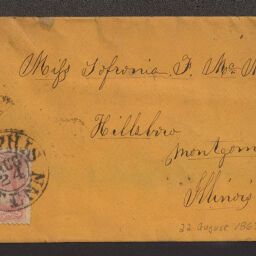 Miss Sofronia F. Mc
Hillsboro
Montgom
Illinois
22 August 186